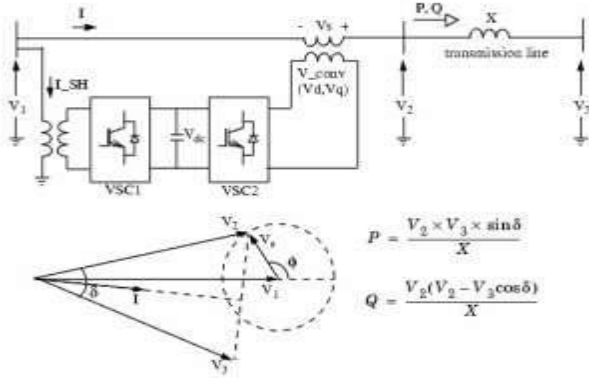 P, Q
I
- Vs +
X
transmission line
I_SH
V_conv
(Vd,Vq)
V1
V2
V3
Vdc
VSC1
VSC2
V2
Vs
Φ
V1
δ
I
V3
P = V2 × V3 × sinδ / X
Q = V2(V2 − V3cosδ) / X